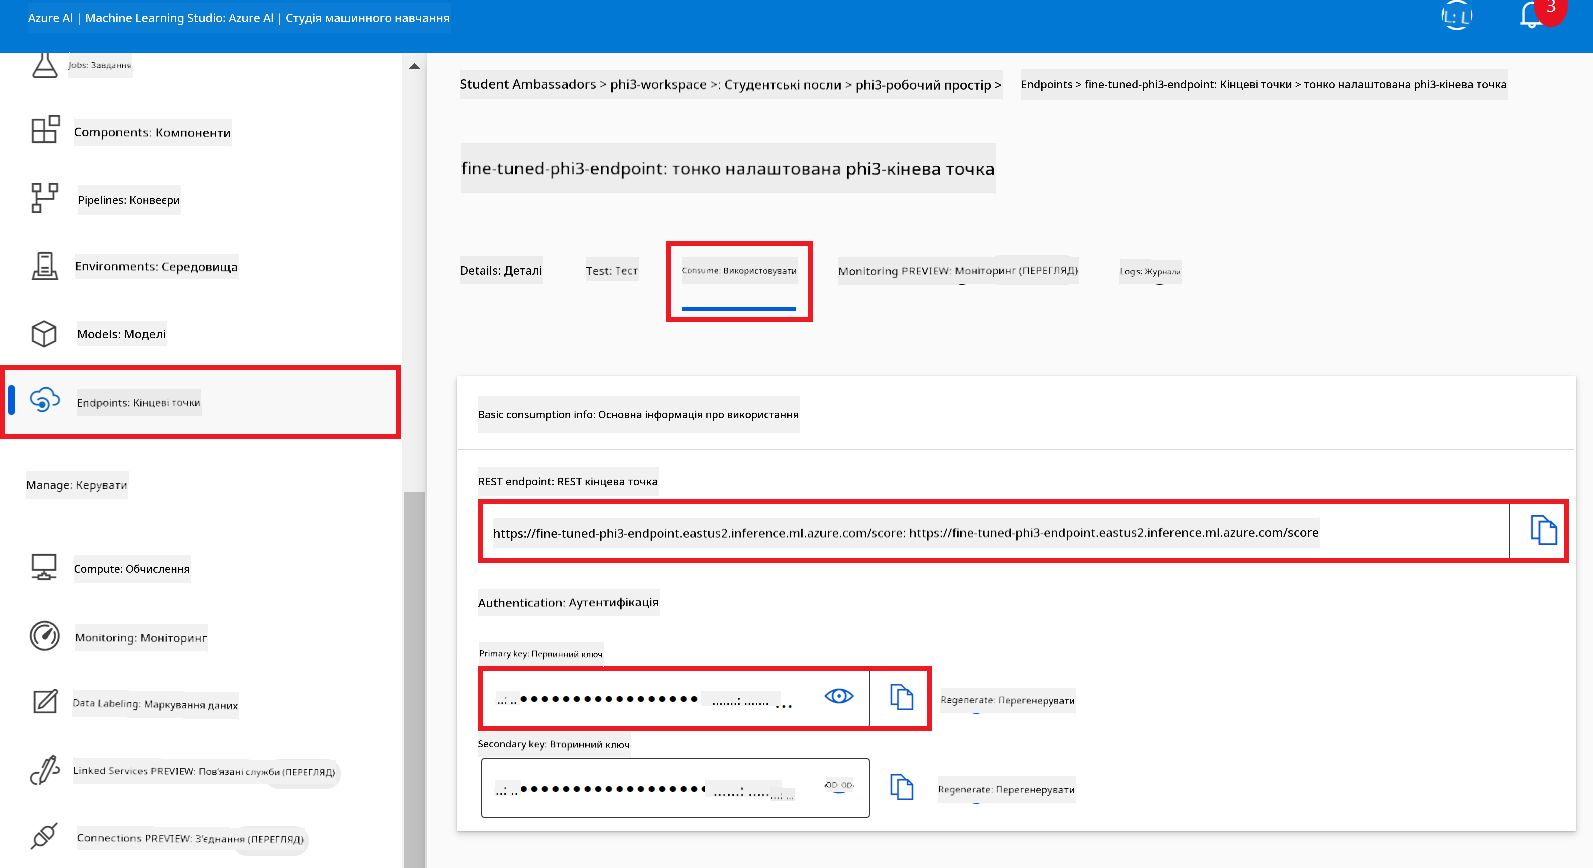 Azure AI | Machine Learning Studio: Azure AI | Студія машинного навчання
3
Jobs: Завдання
Components: Компоненти
Pipelines: Конвеєри
Environments: Середовища
Models: Моделі
Endpoints: Кінцеві точки
Manage: Керувати
Compute: Обчислення
Monitoring: Моніторинг
Data Labeling: Маркування даних
Linked Services PREVIEW: Пов'язані служби (ПЕРЕГЛЯД)
Connections PREVIEW: З'єднання (ПЕРЕГЛЯД)
Student Ambassadors > phi3-workspace >: Студентські посли > phi3-робочий простір > Endpoints > fine-tuned-phi3-endpoint: Кінцеві точки > тонко налаштована phi3-кінева точка
fine-tuned-phi3-endpoint: тонко налаштована phi3-кінева точка
Details: Деталі Test: Тест Consume: Використовувати Monitoring PREVIEW: Моніторинг (ПЕРЕГЛЯД) Logs: Журнали
Basic consumption info: Основна інформація про використання
REST endpoint: REST кінцева точка
https://fine-tuned-phi3-endpoint.eastus2.inference.ml.azure.com/score: https://fine-tuned-phi3-endpoint.eastus2.inference.ml.azure.com/score
Authentication: Аутентифікація
Primary key: Первинний ключ
Regenerate: Перегенерувати
Secondary key: Вторинний ключ
Regenerate: Перегенерувати